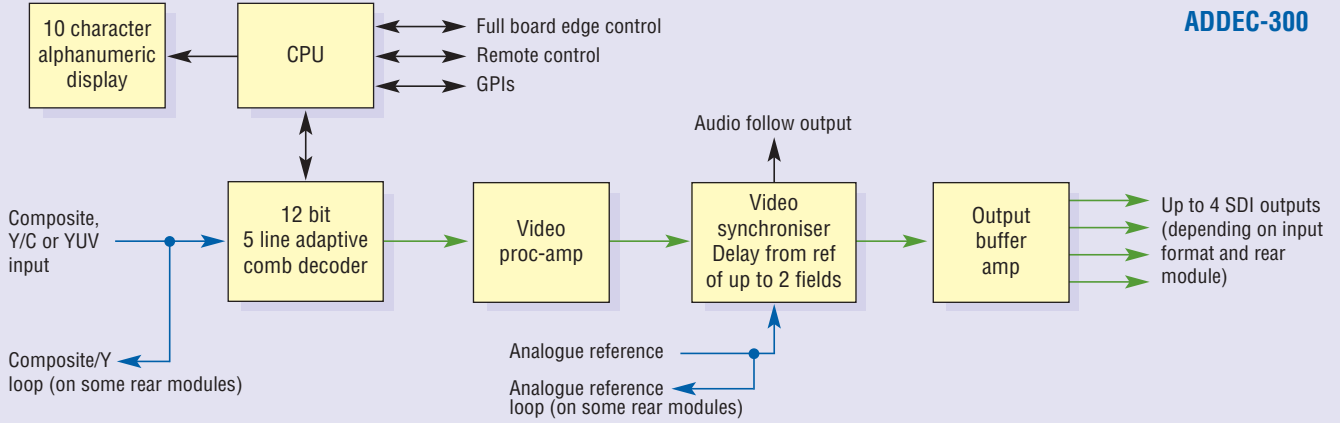 ADDEC-300
10 character
alphanumeric
display
CPU
Full board edge control
Remote control
GPIs
Audio follow output
Composite,
Y/C or YUV
input
12 bit
5 line adaptive
comb decoder
Video
proc-amp
Video
synchroniser
Delay from ref
of up to 2 fields
Output
buffer
amp
Up to 4 SDI outputs
(depending on input
format and rear
module)
Composite/Y
loop (on some rear modules)
Analogue reference
Analogue reference
loop (on some rear modules)